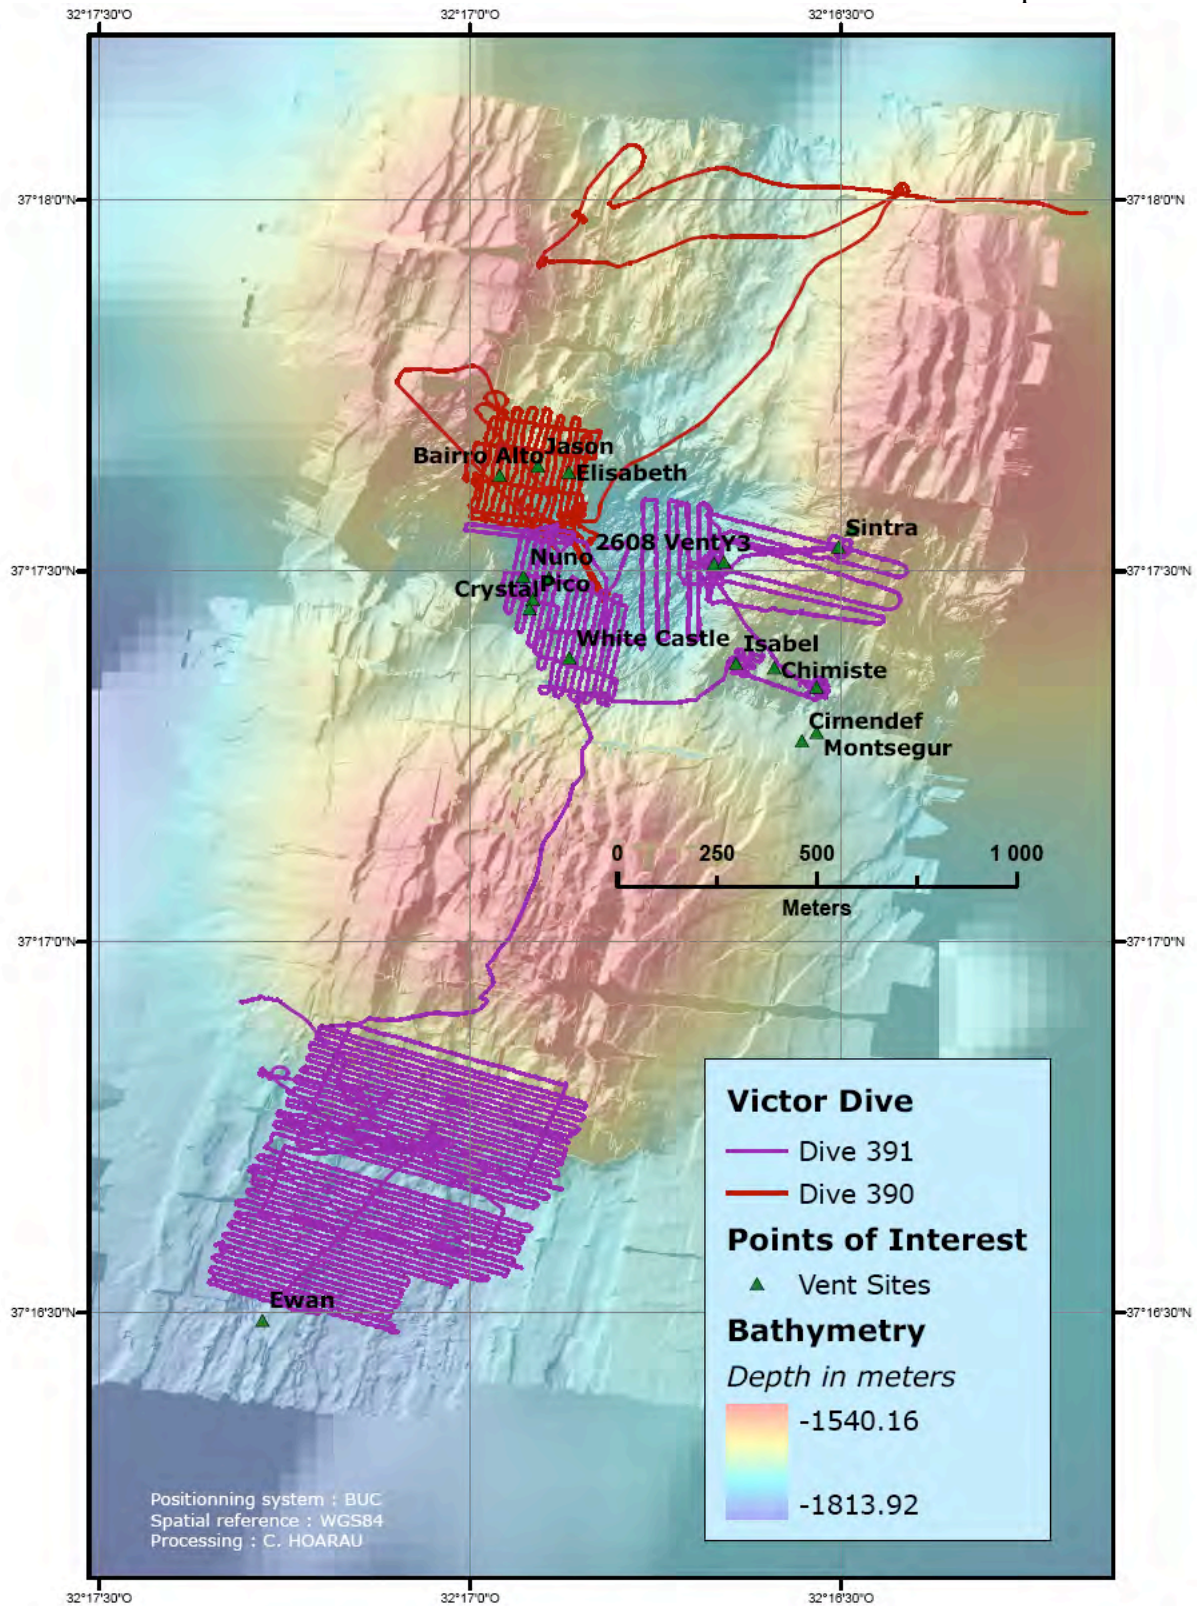 32°17'30"O
32°17'0"O
32°16'30"O
37°18'0"N
37°18'0"N
Jason
Bairro Alto
Elisabeth
Sintra
2608 VentY3
Nuno
37°17'30"N
37°17'30"N
Crystal
Pico
White Castle
Isabel
Chimiste
Cimendef
Montsegur
0 250 500 1 000
Meters
37°17'0"N
37°17'0"N
Victor Dive
Dive 391
Dive 390
Points of Interest
Vent Sites
Ewan
37°16'30"N
37°16'30"N
Bathymetry
Depth in meters
-1540.16
-1813.92
Positionning system : BUC
Spatial reference : WGS84
Processing : C. HOARAU
32°17'30"O
32°17'0"O
32°16'30"O